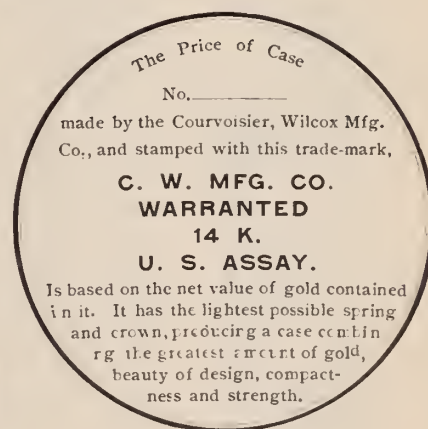 The Price of Case
No.
made by the Courvoisier, Wilcox Mfg.
Co., and stamped with this trade-mark,
C. W. MFG. CO.
WARRANTED
14 K.
U. S. ASSAY.
Is based on the net value of gold contained
in it. It has the lightest possible spring
and crown, producing a case combin
rg the greatest amount of gold,
beauty of design, compact-
ness and strength.